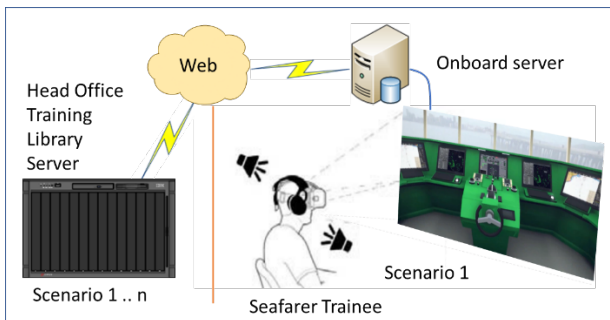 Web
Onboard server
Head Office
Training
Library
Server
Scenario 1
Scenario 1 .. n
Seafarer Trainee